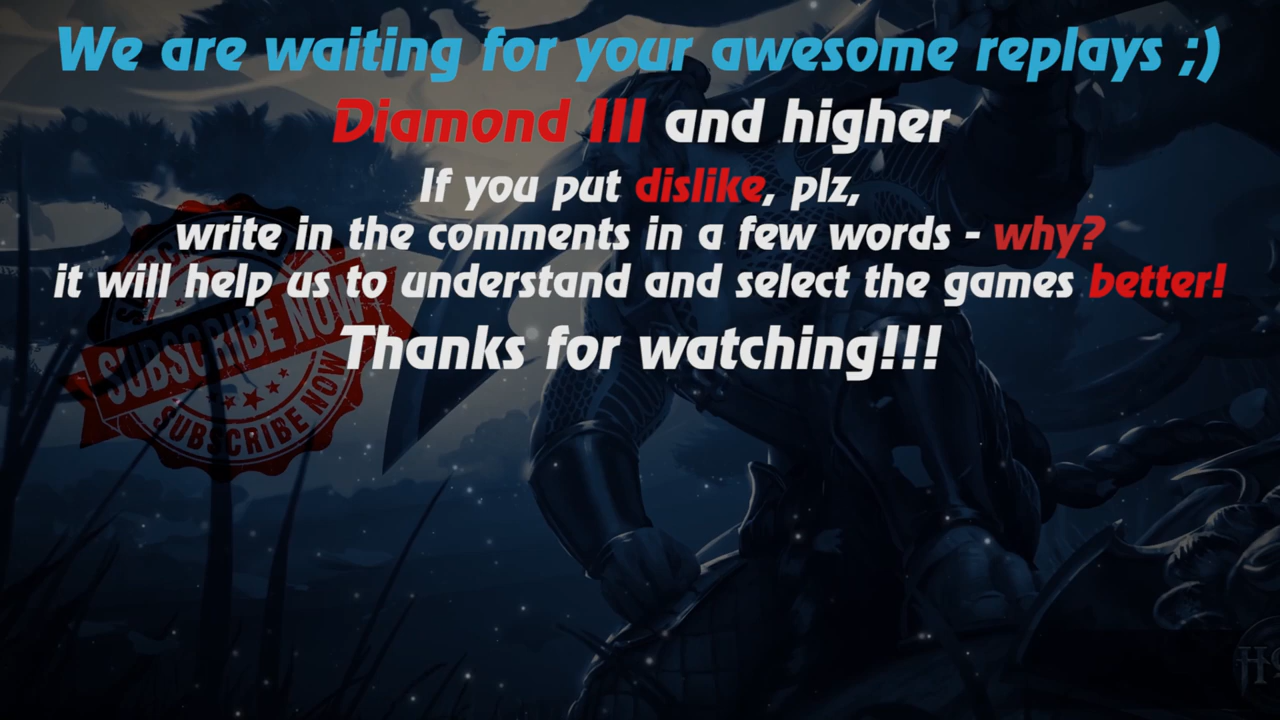 We are waiting for your awesome replays ;)
Diamond III and higher
If you put dislike, plz,
write in the comments in a few words - why?
it will help us to understand and select the games better!
Thanks for watching!!!
SUBSCRIBE NOW
SUBSCRIBE NOW